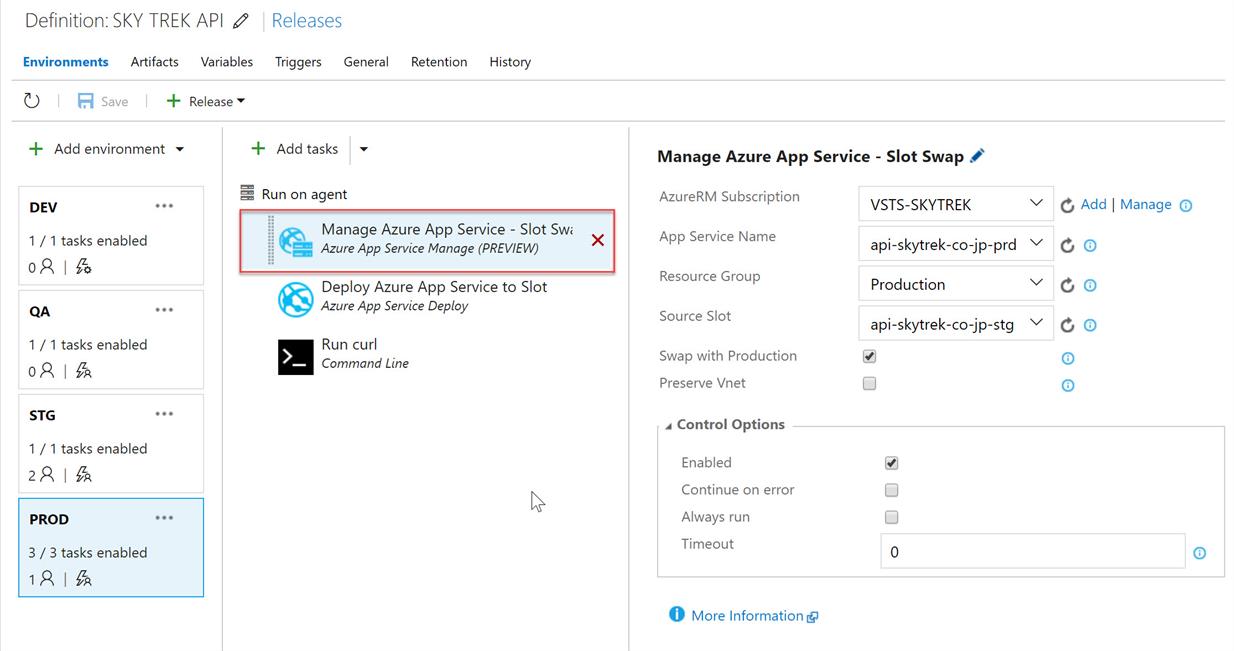 Definition: SKY TREK API | Releases
Environments Artifacts Variables Triggers General Retention History
Save Release
Add environment
DEV
1 / 1 tasks enabled
0
QA
1 / 1 tasks enabled
0
STG
1 / 1 tasks enabled
2
PROD
3 / 3 tasks enabled
1
Add tasks
Run on agent
Manage Azure App Service - Slot Swa
Azure App Service Manage (PREVIEW)
Deploy Azure App Service to Slot
Azure App Service Deploy
Run curl
Command Line
Manage Azure App Service - Slot Swap
AzureRM Subscription VSTS-SKYTREK Add | Manage
App Service Name api-skytrek-co-jp-prd
Resource Group Production
Source Slot api-skytrek-co-jp-stg
Swap with Production
Preserve Vnet
Control Options
Enabled
Continue on error
Always run
Timeout 0
More Information